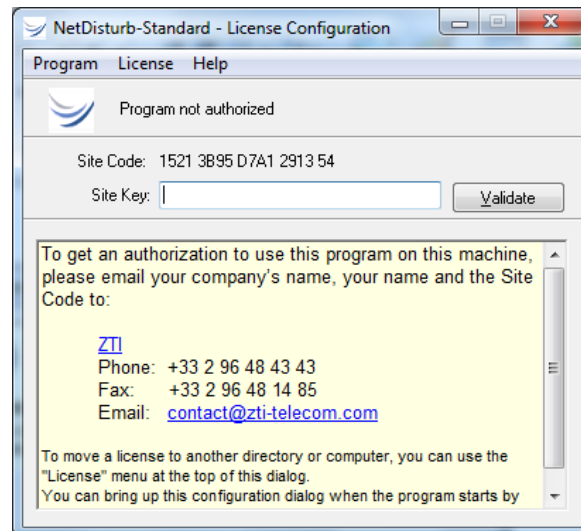 NetDisturb-Standard - License Configuration
Program License Help
Program not authorized
Site Code: 1521 3B95 D7A1 2913 54
Site Key:
Validate
To get an authorization to use this program on this machine,
please email your company's name, your name and the Site
Code to:
ZTI
Phone: +33 2 96 48 43 43
Fax: +33 2 96 48 14 85
Email: contact@zti-telecom.com
To move a license to another directory or computer, you can use the
"License" menu at the top of this dialog.
You can bring up this configuration dialog when the program starts by